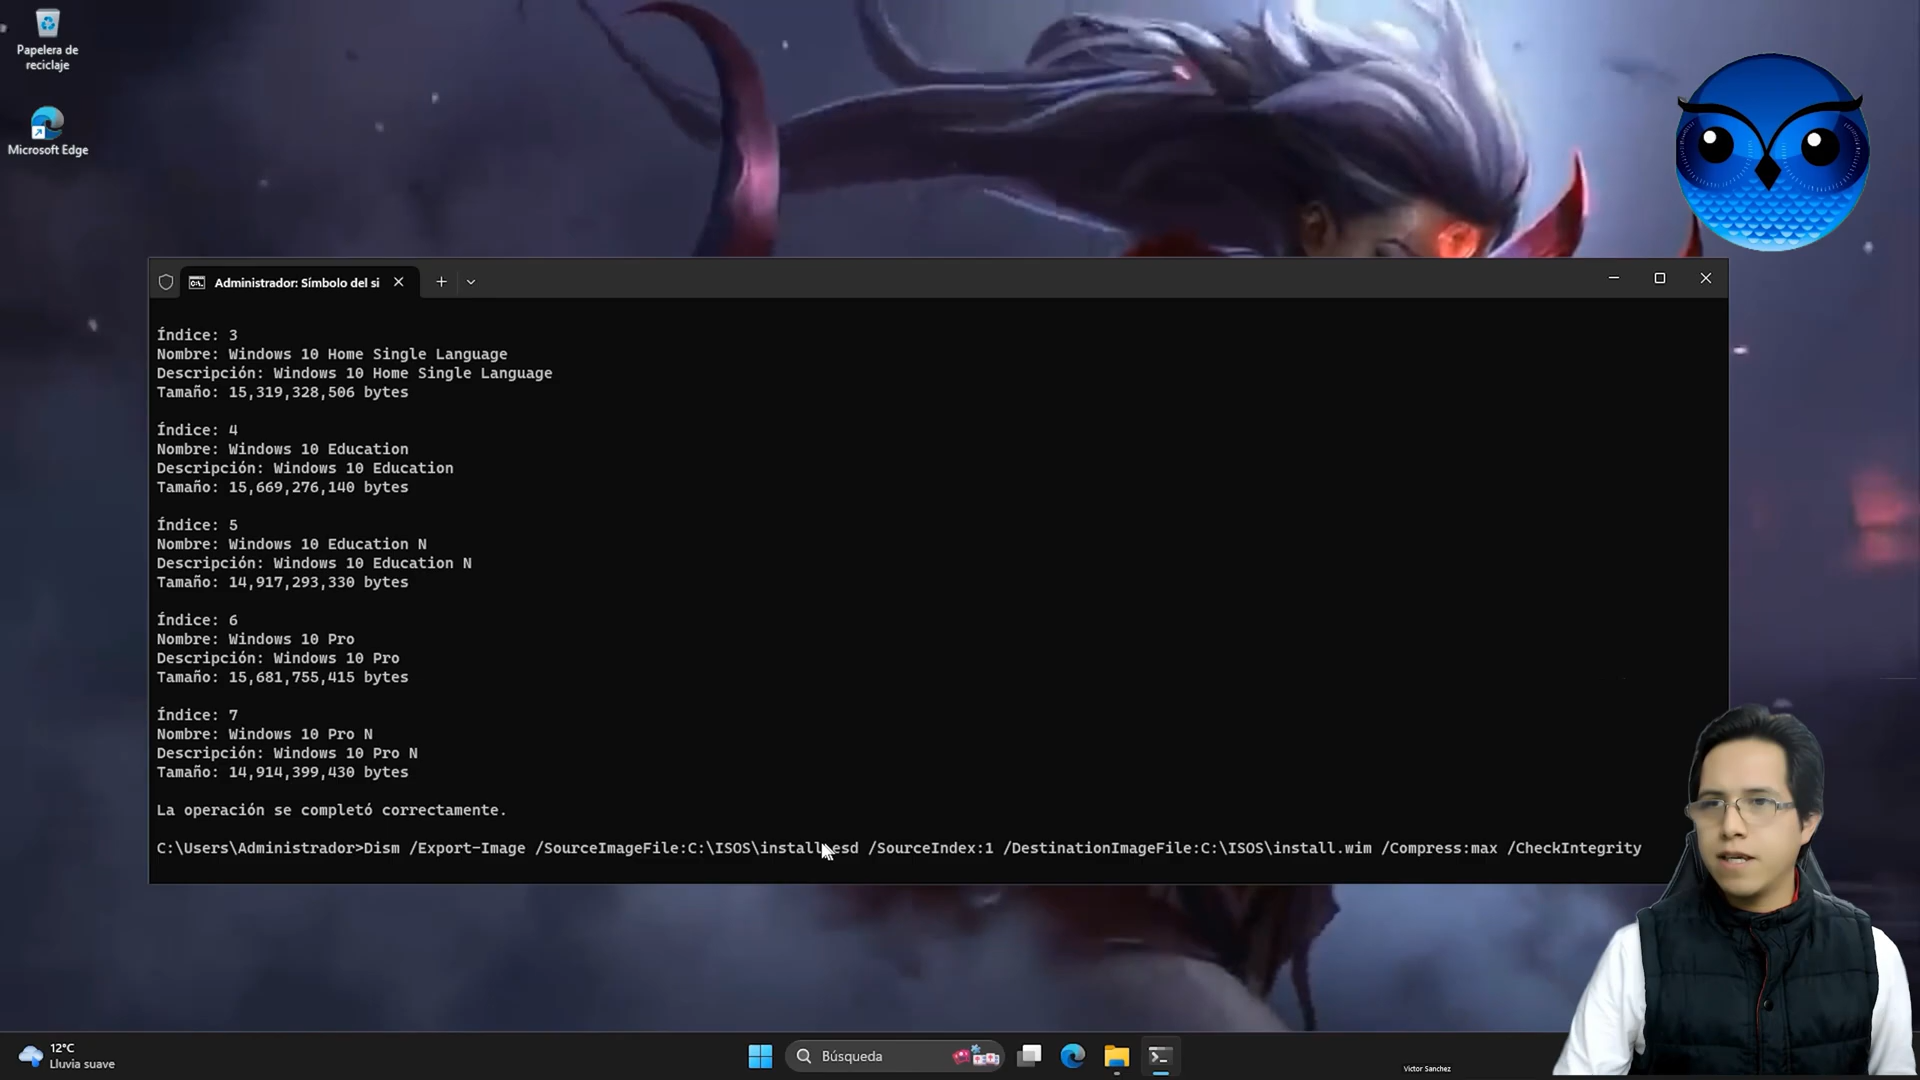 Papelera de
reciclaje
Microsoft Edge
Administrador: Símbolo del si
Índice: 3
Nombre: Windows 10 Home Single Language
Descripción: Windows 10 Home Single Language
Tamaño: 15,319,328,506 bytes
Índice: 4
Nombre: Windows 10 Education
Descripción: Windows 10 Education
Tamaño: 15,669,276,140 bytes
Índice: 5
Nombre: Windows 10 Education N
Descripción: Windows 10 Education N
Tamaño: 14,917,293,330 bytes
Índice: 6
Nombre: Windows 10 Pro
Descripción: Windows 10 Pro
Tamaño: 15,681,755,415 bytes
Índice: 7
Nombre: Windows 10 Pro N
Descripción: Windows 10 Pro N
Tamaño: 14,914,399,430 bytes
La operación se completó correctamente.
C:\Users\Administrador>Dism /Export-Image /SourceImageFile:C:\ISOS\install.esd /SourceIndex:1 /DestinationImageFile:C:\ISOS\install.wim /Compress:max /CheckIntegrity
12°C
Lluvia suave
Búsqueda
Victor Sanchez